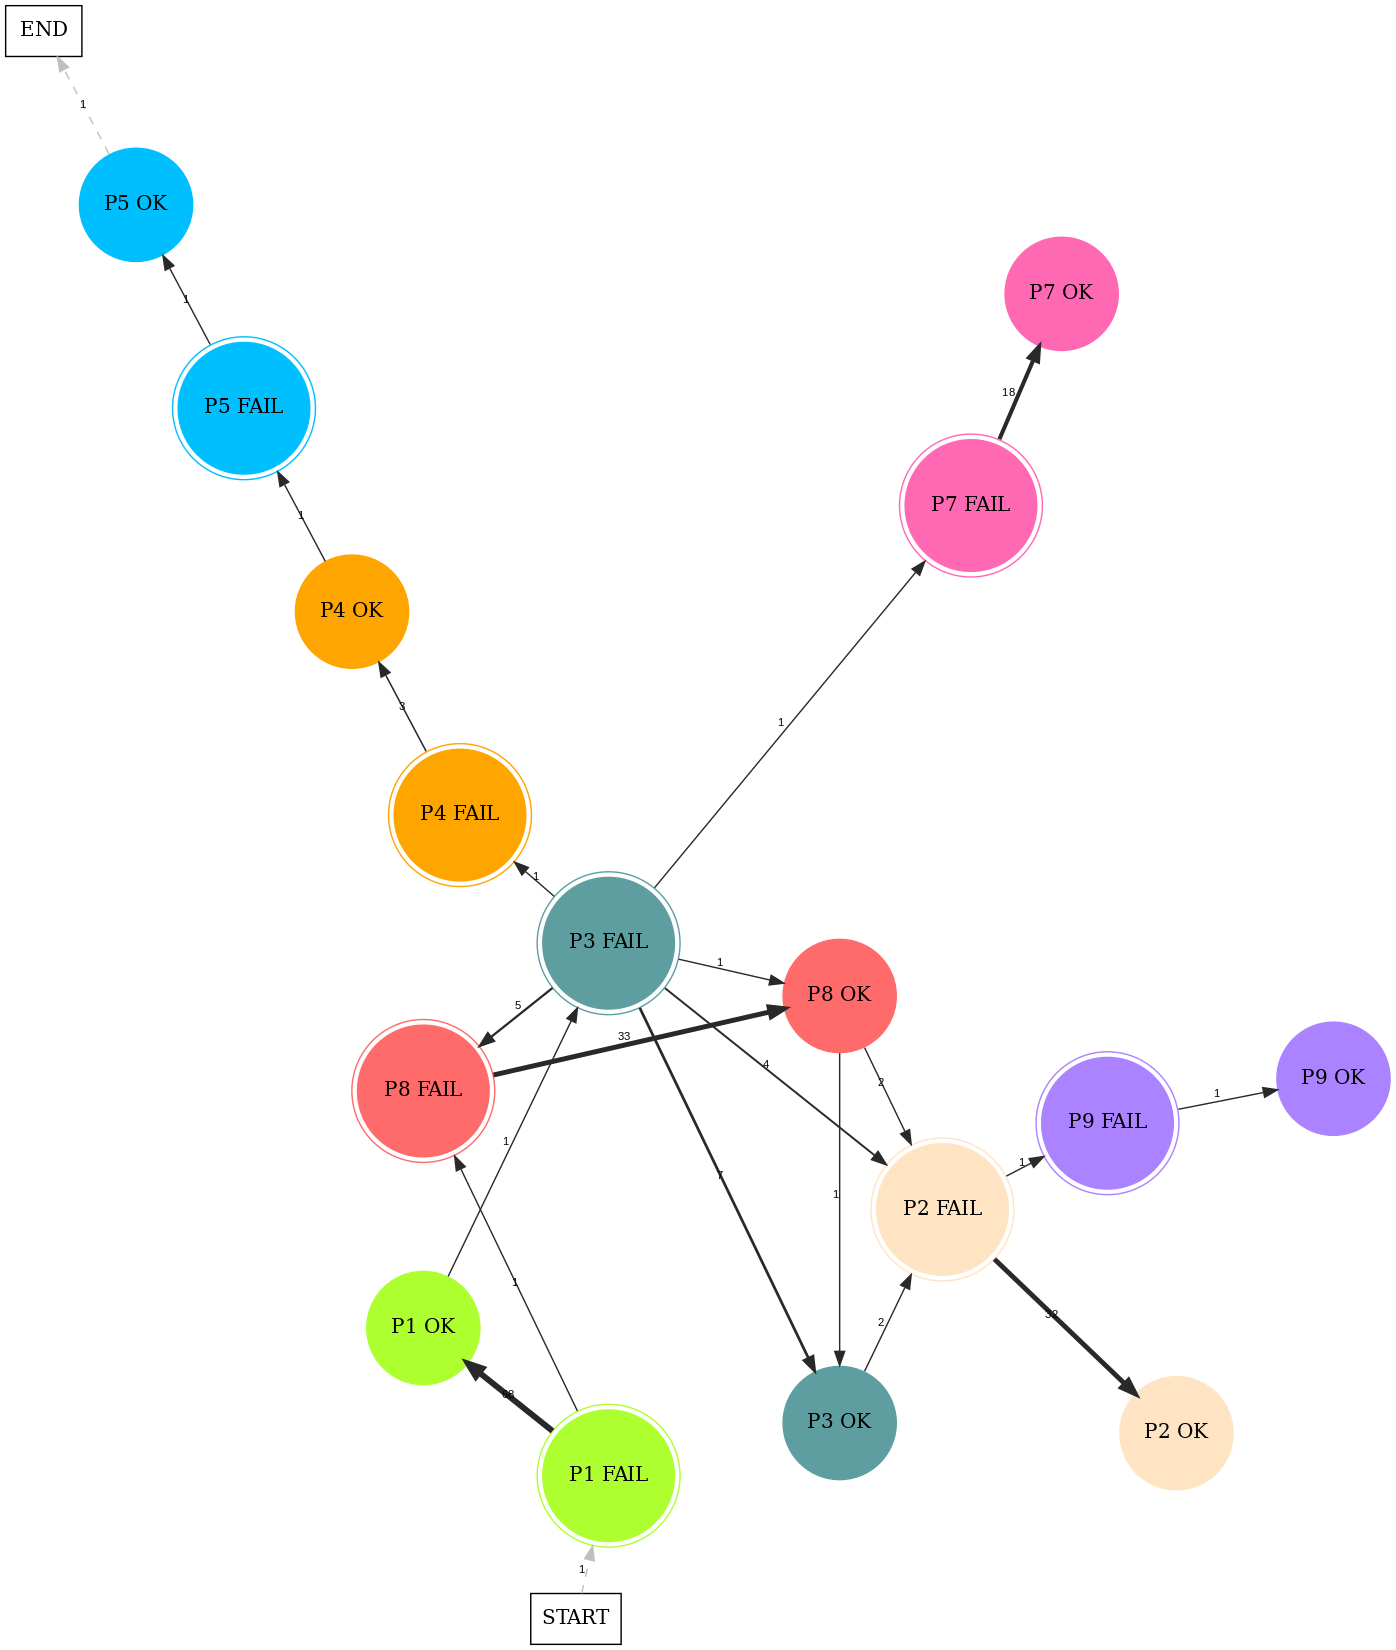 END
1
P5 OK
P7 OK
1
18
P5 FAIL
P7 FAIL
1
P4 OK
3
1
P4 FAIL
1
P3 FAIL
1
P8 OK
5
33
4
2
P9 OK
P8 FAIL
1
P9 FAIL
1
1
7
1
P2 FAIL
1
32
2
P1 OK
68
P3 OK
P2 OK
P1 FAIL
1
START